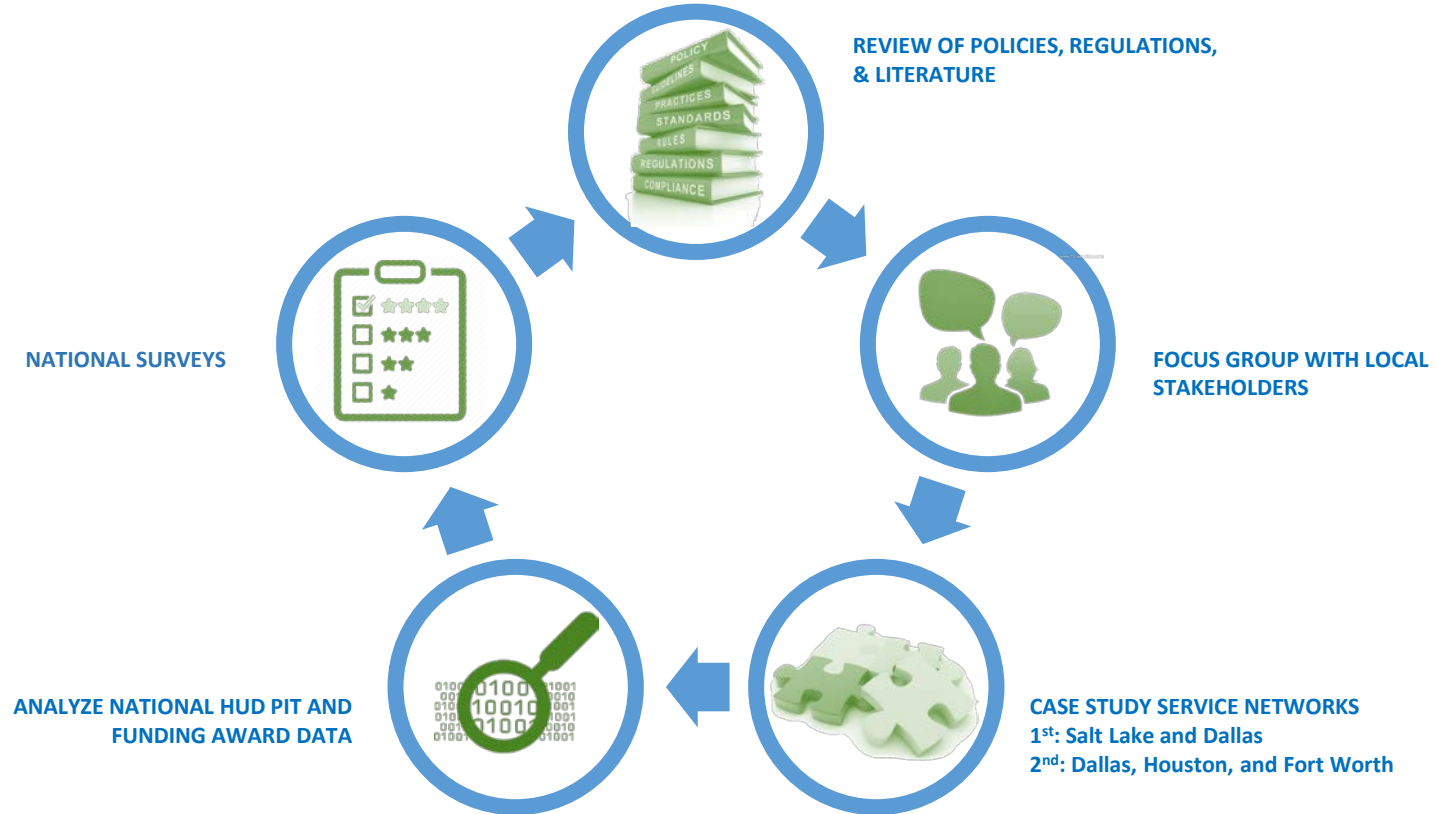 REVIEW OF POLICIES, REGULATIONS,
& LITERATURE
POLICY
GUIDELINES
PRACTICES
STANDARDS
RULES
REGULATIONS
COMPLIANCE
FOCUS GROUP WITH LOCAL
STAKEHOLDERS
CASE STUDY SERVICE NETWORKS
1st: Salt Lake and Dallas
2nd: Dallas, Houston, and Fort Worth
ANALYZE NATIONAL HUD PIT AND
FUNDING AWARD DATA
NATIONAL SURVEYS